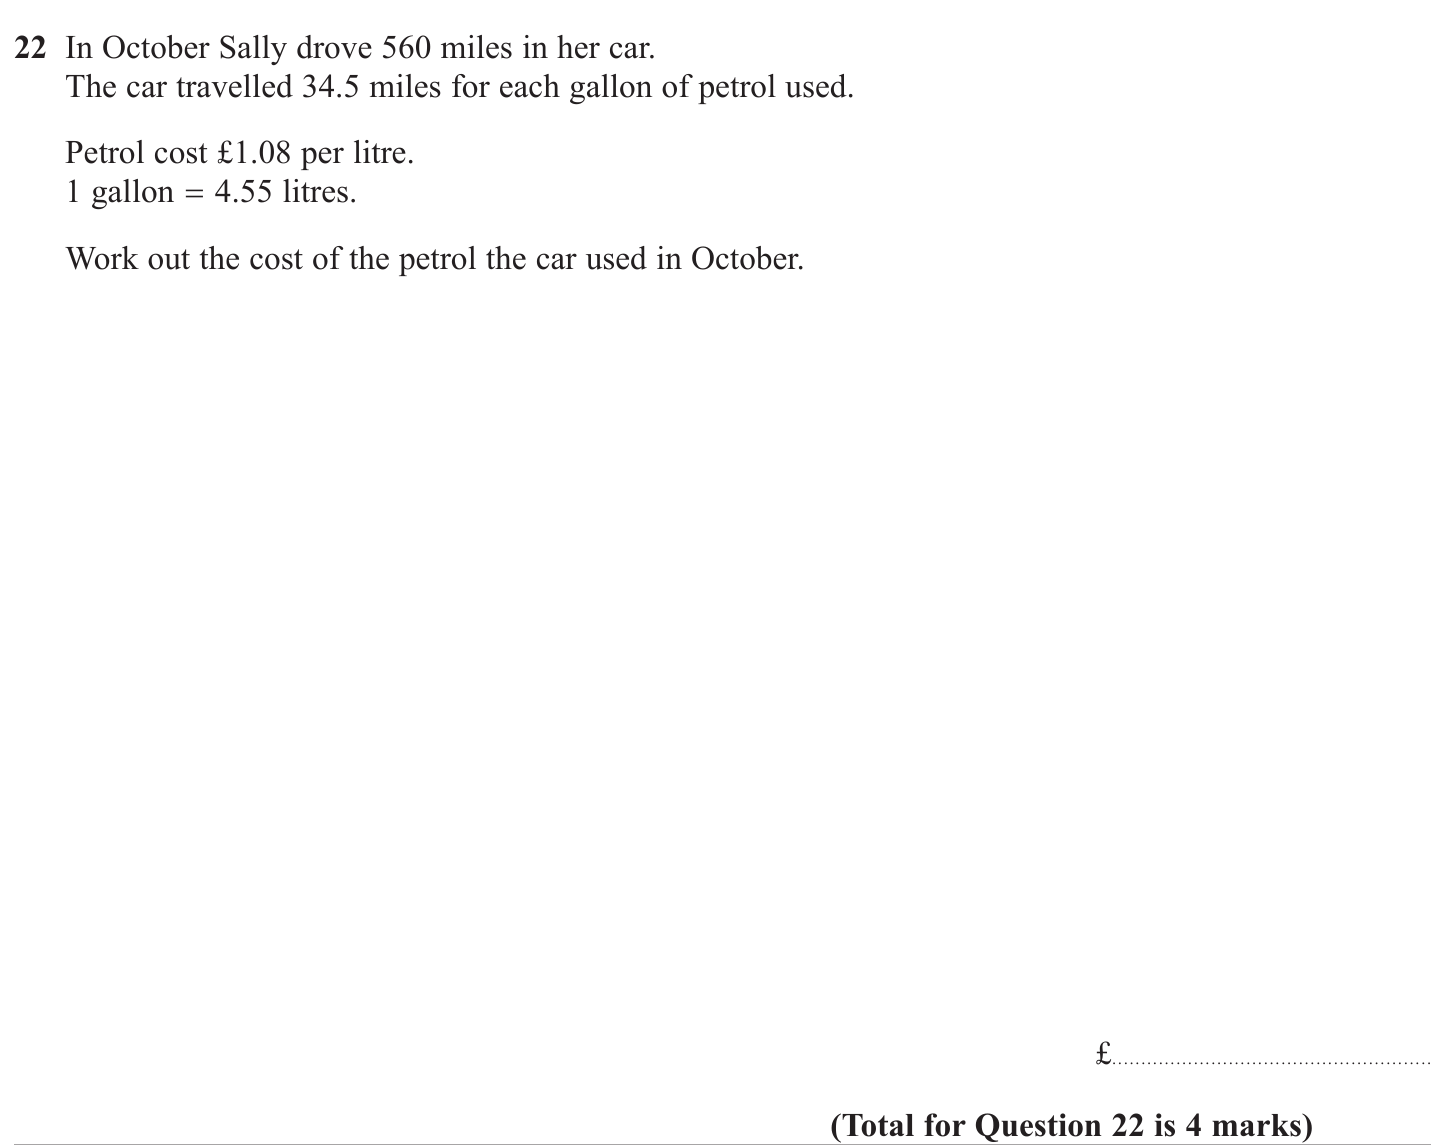 22 In October Sally drove 560 miles in her car.
The car travelled 34.5 miles for each gallon of petrol used.
Petrol cost £1.08 per litre.
1 gallon = 4.55 litres.
Work out the cost of the petrol the car used in October.
£..............................................................
(Total for Question 22 is 4 marks)